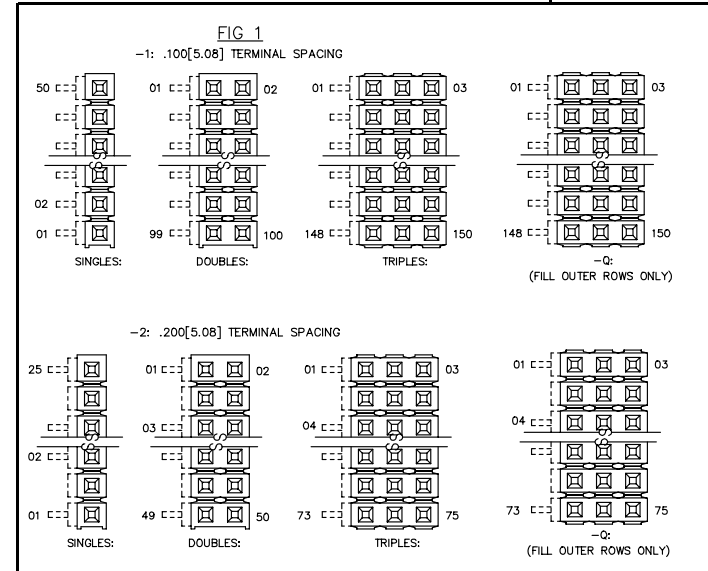 FIG 1
-1: .100[5.08] TERMINAL SPACING
50 01 02 01 03 01 03
02
01 99 100 148 150 148 150
SINGLES: DOUBLES: TRIPLES: -Q:
(FILL OUTER ROWS ONLY)
-2: .200[5.08] TERMINAL SPACING
25 01 02 01 03 01 03
03 04 04
02
01 49 50 73 75 73 75
SINGLES: DOUBLES: TRIPLES: -Q:
(FILL OUTER ROWS ONLY)